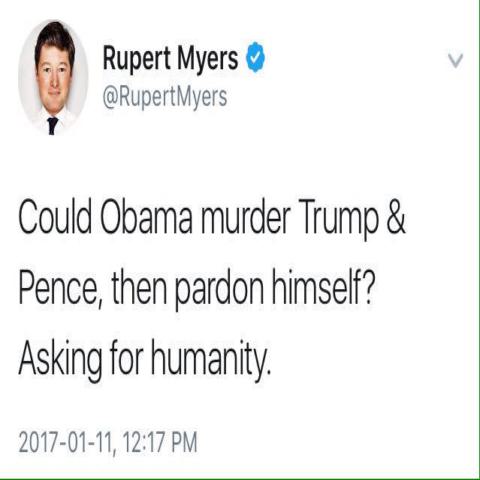 Rupert Myers
@RupertMyers
Could Obama murder Trump &
Pence, then pardon himself?
Asking for humanity.
2017-01-11, 12:17 PM